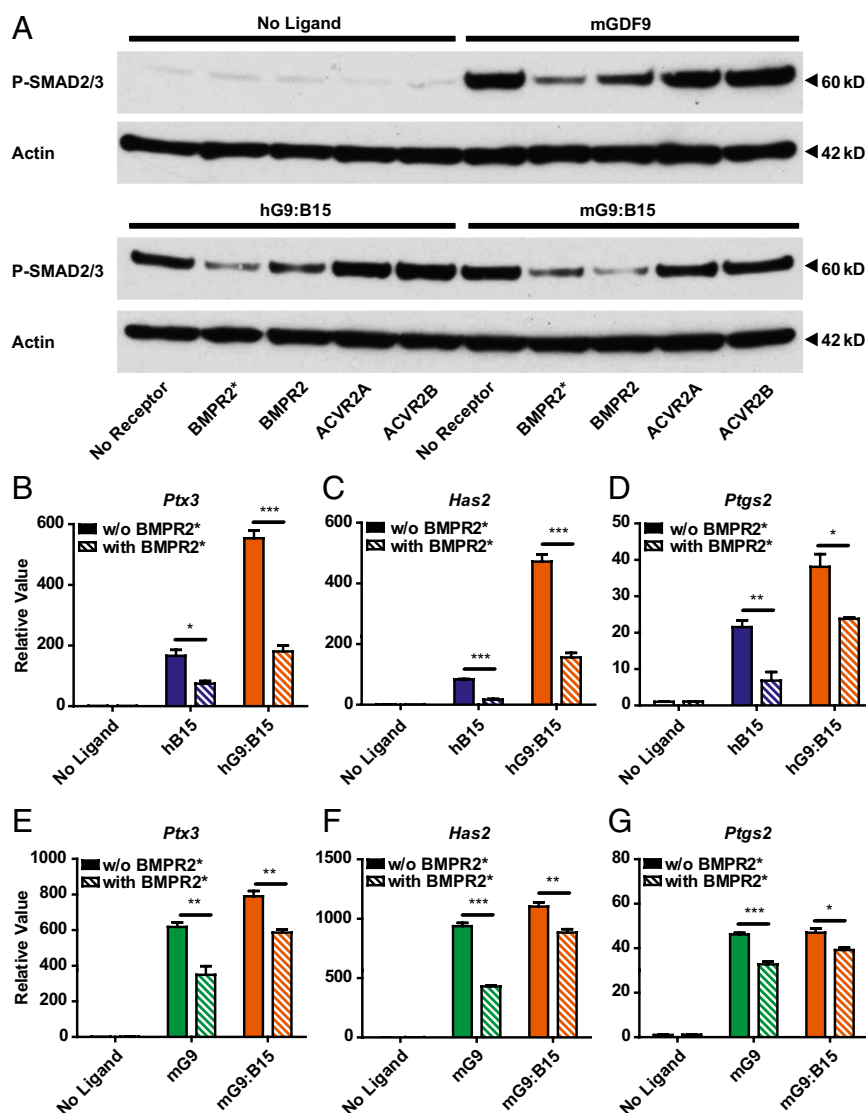 A
No Ligand mGDF9
P-SMAD2/3 60 kD
Actin 42 kD
hG9:B15 mG9:B15
P-SMAD2/3 60 kD
Actin 42 kD
No Receptor BMPR2* BMPR2 ACVR2A ACVR2B No Receptor BMPR2* BMPR2 ACVR2A ACVR2B
B Ptx3
w/o BMPR2*
with BMPR2*
***
*
Relative Value
600
400
200
0
No Ligand hB15 hG9:B15
C Has2
w/o BMPR2*
with BMPR2*
***
***
600
400
200
0
No Ligand hB15 hG9:B15
D Ptgs2
w/o BMPR2*
with BMPR2*
*
**
50
40
30
20
10
0
No Ligand hB15 hG9:B15
E Ptx3
w/o BMPR2*
with BMPR2*
**
**
Relative Value
1000
800
600
400
200
0
No Ligand mG9 mG9:B15
F Has2
w/o BMPR2*
with BMPR2*
**
***
1500
1000
500
0
No Ligand mG9 mG9:B15
G Ptgs2
w/o BMPR2*
with BMPR2*
***
*
80
60
40
20
0
No Ligand mG9 mG9:B15